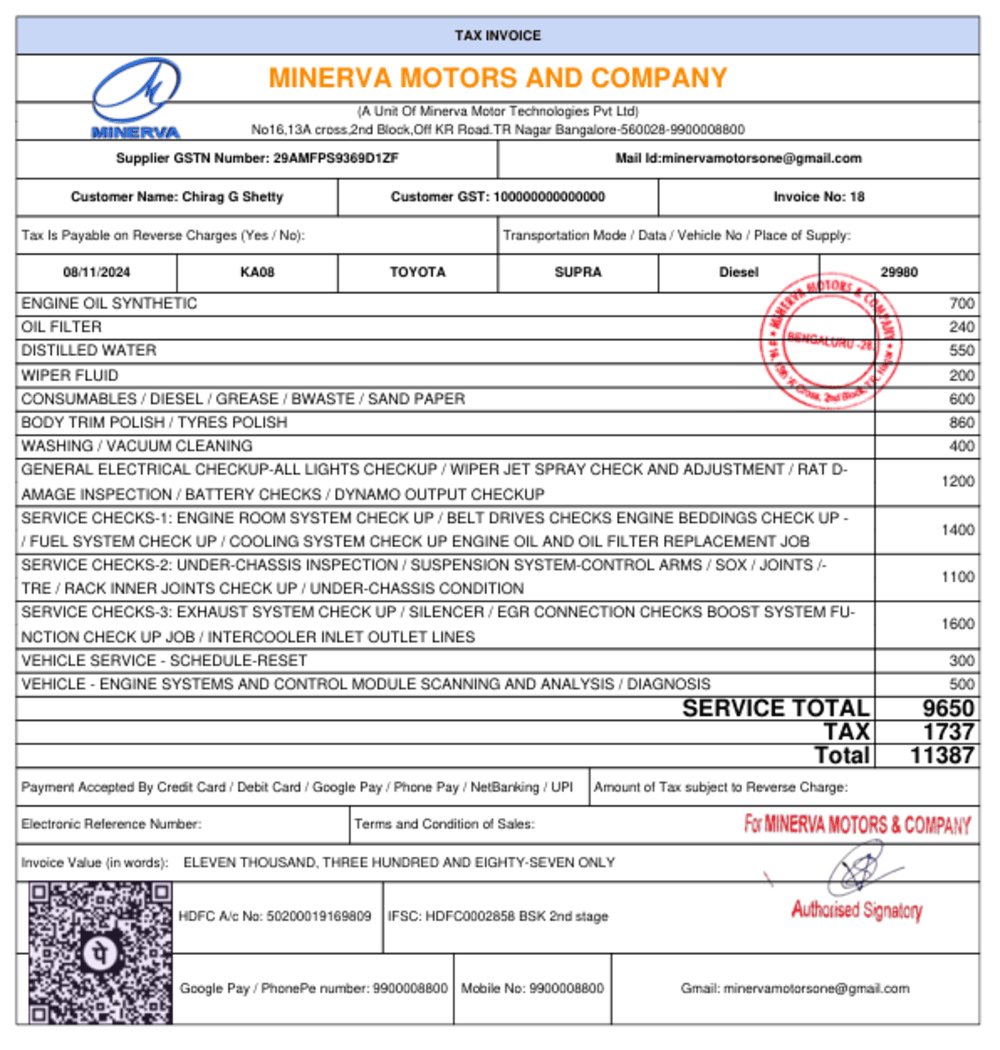 TAX INVOICE
MINERVA
MINERVA MOTORS AND COMPANY
(A Unit Of Minerva Motor Technologies Pvt Ltd)
No16,13A cross,2nd Block,Off KR Road.TR Nagar Bangalore-560028-9900008800
Supplier GSTN Number: 29AMFPS9369D1ZF Mail Id:minervamotorsone@gmail.com
Customer Name: Chirag G Shetty Customer GST: 100000000000000 Invoice No: 18
Tax Is Payable on Reverse Charges (Yes / No): Transportation Mode / Data / Vehicle No / Place of Supply:
08/11/2024 KA08 TOYOTA SUPRA Diesel 29980
ENGINE OIL SYNTHETIC 700
OIL FILTER 240
DISTILLED WATER 550
WIPER FLUID 200
CONSUMABLES / DIESEL / GREASE / BWASTE / SAND PAPER 600
BODY TRIM POLISH / TYRES POLISH 860
WASHING / VACUUM CLEANING 400
GENERAL ELECTRICAL CHECKUP-ALL LIGHTS CHECKUP / WIPER JET SPRAY CHECK AND ADJUSTMENT / RAT D-
AMAGE INSPECTION / BATTERY CHECKS / DYNAMO OUTPUT CHECKUP 1200
SERVICE CHECKS-1: ENGINE ROOM SYSTEM CHECK UP / BELT DRIVES CHECKS ENGINE BEDDINGS CHECK UP -
/ FUEL SYSTEM CHECK UP / COOLING SYSTEM CHECK UP ENGINE OIL AND OIL FILTER REPLACEMENT JOB 1400
SERVICE CHECKS-2: UNDER-CHASSIS INSPECTION / SUSPENSION SYSTEM-CONTROL ARMS / SOX / JOINTS /-
TRE / RACK INNER JOINTS CHECK UP / UNDER-CHASSIS CONDITION 1100
SERVICE CHECKS-3: EXHAUST SYSTEM CHECK UP / SILENCER / EGR CONNECTION CHECKS BOOST SYSTEM FU-
NCTION CHECK UP JOB / INTERCOOLER INLET OUTLET LINES 1600
VEHICLE SERVICE - SCHEDULE-RESET 300
VEHICLE - ENGINE SYSTEMS AND CONTROL MODULE SCANNING AND ANALYSIS / DIAGNOSIS 500
MINERVA MOTORS & COMPANY
BENGALURU -28
Cross, 2nd Block, T.R. Nagar
SERVICE TOTAL 9650
TAX 1737
Total 11387
Payment Accepted By Credit Card / Debit Card / Google Pay / Phone Pay / NetBanking / UPI Amount of Tax subject to Reverse Charge:
Electronic Reference Number: Terms and Condition of Sales: For MINERVA MOTORS & COMPANY
Invoice Value (in words): ELEVEN THOUSAND, THREE HUNDRED AND EIGHTY-SEVEN ONLY
Authorised Signatory
HDFC A/c No: 50200019169809 IFSC: HDFC0002858 BSK 2nd stage
पे
Google Pay / PhonePe number: 9900008800 Mobile No: 9900008800 Gmail: minervamotorsone@gmail.com